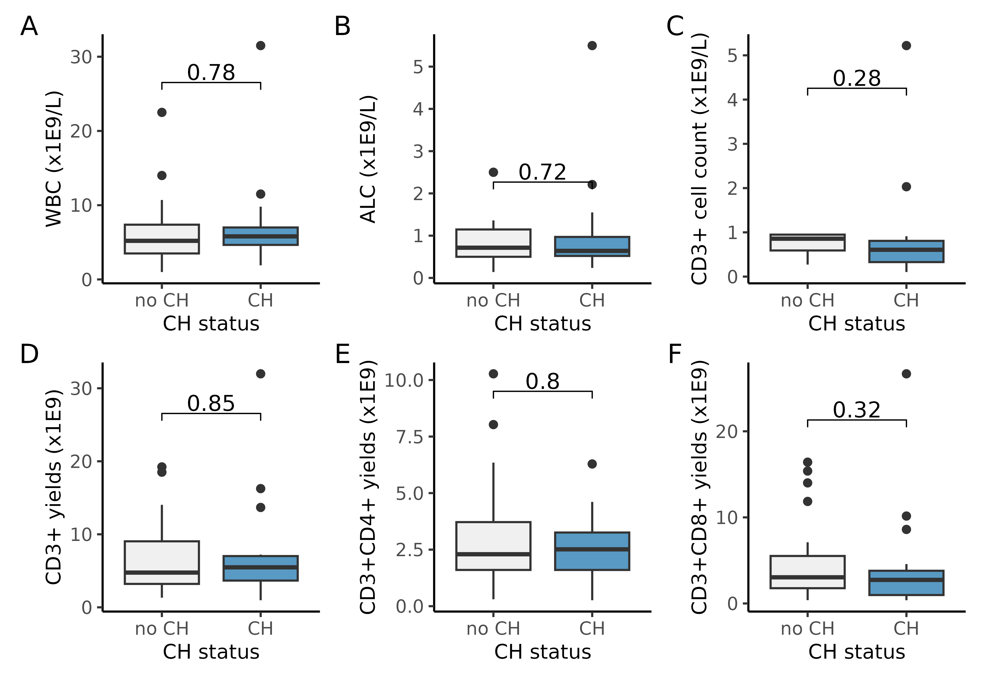 A
WBC (x1E9/L)
30
20
10
0
0.78
no CH
CH
CH status
B
ALC (x1E9/L)
5
4
3
2
1
0
0.72
no CH
CH
CH status
C
CD3+ cell count (x1E9/L)
5
4
3
2
1
0
0.28
no CH
CH
CH status
D
CD3+ yields (x1E9)
30
20
10
0
0.85
no CH
CH
CH status
E
CD3+CD4+ yields (x1E9)
10.0
7.5
5.0
2.5
0.0
0.8
no CH
CH
CH status
F
CD3+CD8+ yields (x1E9)
20
10
0
0.32
no CH
CH
CH status